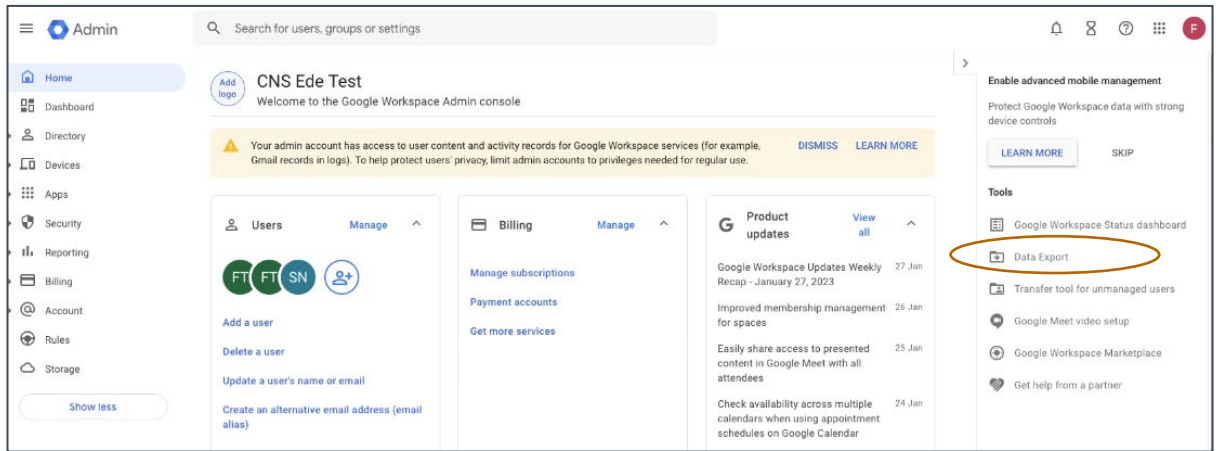 Admin
Search for users, groups or settings
F
Home
Dashboard
Directory
Devices
Apps
Security
Reporting
Billing
Account
Rules
Storage
Show less
Add
logo
CNS Ede Test
Welcome to the Google Workspace Admin console
Your admin account has access to user content and activity records for Google Workspace services (for example,
Gmail records in logs). To help protect users' privacy, limit admin accounts to privileges needed for regular use.
DISMISS LEARN MORE
Users Manage
FT FT SN
Add a user
Delete a user
Update a user's name or email
Create an alternative email address (email
alias)
Billing Manage
Manage subscriptions
Payment accounts
Get more services
G Product
updates
View
all
Google Workspace Updates Weekly 27 Jan
Recap - January 27, 2023
Improved membership management 26 Jan
for spaces
Easily share access to presented 25 Jan
content in Google Meet with all
attendees
Check availability across multiple 24 Jan
calendars when using appointment
schedules on Google Calendar
Enable advanced mobile management
Protect Google Workspace data with strong
device controls
LEARN MORE SKIP
Tools
Google Workspace Status dashboard
Data Export
Transfer tool for unmanaged users
Google Meet video setup
Google Workspace Marketplace
Get help from a partner